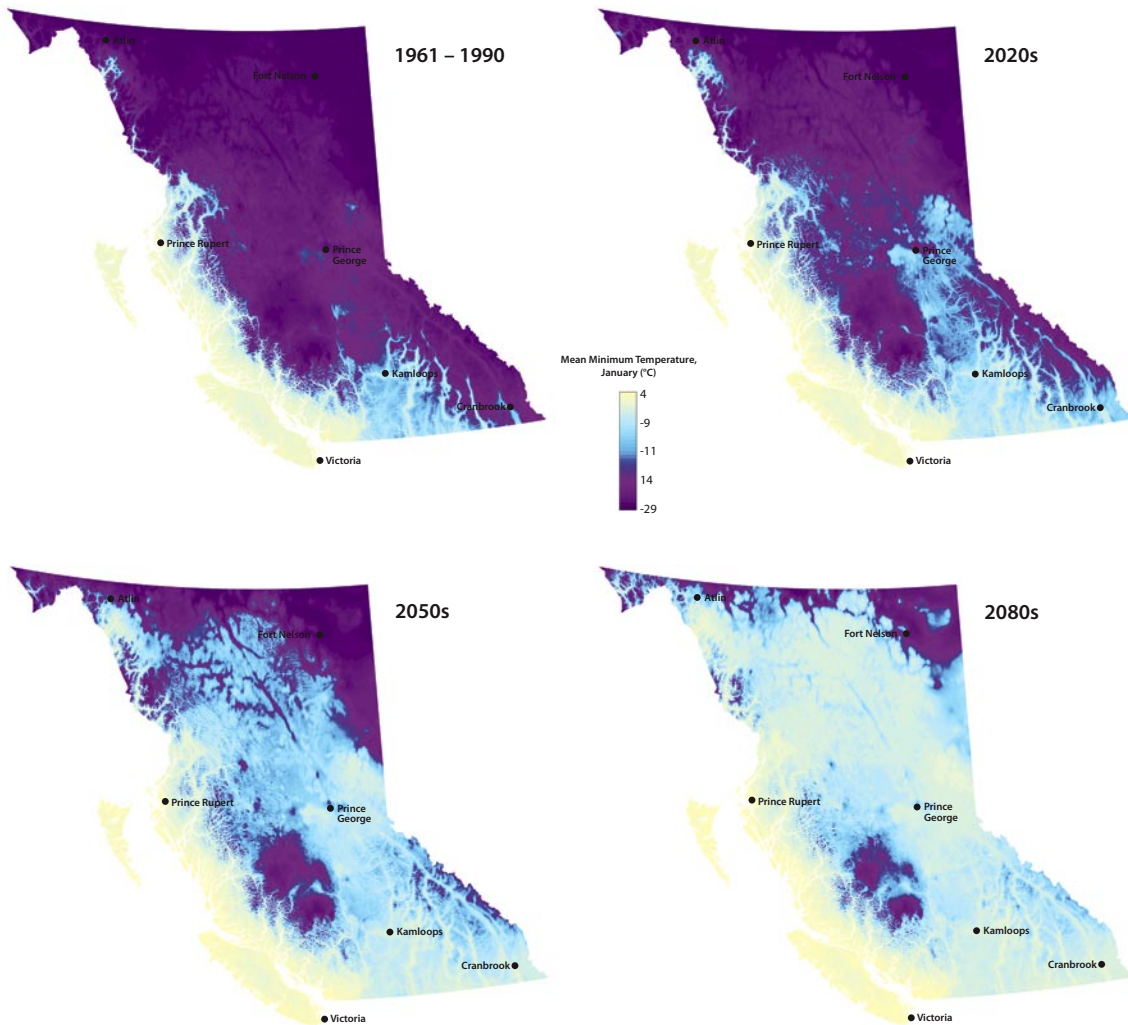 1961 – 1990
Atlin
Fort Nelson
Prince Rupert
Prince
George
Kamloops
Cranbrook
Victoria
2020s
Atlin
Fort Nelson
Prince Rupert
Prince
George
Kamloops
Cranbrook
Victoria
Mean Minimum Temperature,
January (°C)
4
-9
-11
14
-29
2050s
Atlin
Fort Nelson
Prince Rupert
Prince
George
Kamloops
Cranbrook
Victoria
2080s
Atlin
Fort Nelson
Prince Rupert
Prince
George
Kamloops
Cranbrook
Victoria